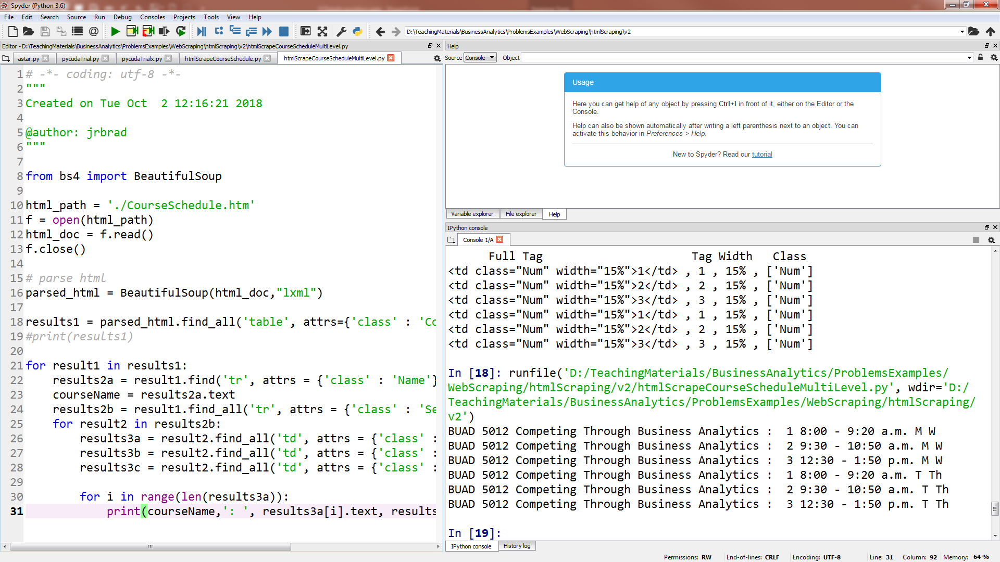 Spyder (Python 3.6)
File Edit Search Source Run Debug Consoles Projects Tools View Help
D:\TeachingMaterials\BusinessAnalytics\ProblemsExamples\WebScraping\htmlScraping\v2
Editor - D:\TeachingMaterials\BusinessAnalytics\ProblemsExamples\WebScraping\htmlScraping\v2\htmlScrapeCourseScheduleMultiLevel.py
astar.py pycudaTrial.py pycudaTrialx.py htmlScrapeCourseSchedule.py htmlScrapeCourseScheduleMultiLevel.py
1 # -*- coding: utf-8 -*-
2 """
3 Created on Tue Oct  2 12:16:21 2018
4
5 @author: jrbrad
6 """
7
8 from bs4 import BeautifulSoup
9
10 html_path = './CourseSchedule.htm'
11 f = open(html_path)
12 html_doc = f.read()
13 f.close()
14
15 # parse html
16 parsed_html = BeautifulSoup(html_doc,"lxml")
17
18 results1 = parsed_html.find_all('table', attrs={'class' : 'Co
19 #print(results1)
20
21 for result1 in results1:
22     results2a = result1.find('tr', attrs = {'class' : 'Name'}
23     courseName = results2a.text
24     results2b = result1.find_all('tr', attrs = {'class' : 'Se
25     for result2 in results2b:
26         results3a = result2.find_all('td', attrs = {'class' :
27         results3b = result2.find_all('td', attrs = {'class' :
28         results3c = result2.find_all('td', attrs = {'class' :
29
30         for i in range(len(results3a)):
31             print(courseName,': ', results3a[i].text, results
Help
Source Console Object
Usage
Here you can get help of any object by pressing Ctrl+I in front of it, either on the Editor or the
Console.
Help can also be shown automatically after writing a left parenthesis next to an object. You can
activate this behavior in Preferences > Help.
New to Spyder? Read our tutorial
Variable explorer File explorer Help
IPython console
Console 1/A
Full Tag Tag Width Class
<td class="Num" width="15%">1</td> , 1 , 15% , ['Num']
<td class="Num" width="15%">2</td> , 2 , 15% , ['Num']
<td class="Num" width="15%">3</td> , 3 , 15% , ['Num']
<td class="Num" width="15%">1</td> , 1 , 15% , ['Num']
<td class="Num" width="15%">2</td> , 2 , 15% , ['Num']
<td class="Num" width="15%">3</td> , 3 , 15% , ['Num']
In [18]: runfile('D:/TeachingMaterials/BusinessAnalytics/ProblemsExamples/
WebScraping/htmlScraping/v2/htmlScrapeCourseScheduleMultiLevel.py', wdir='D:/
TeachingMaterials/BusinessAnalytics/ProblemsExamples/WebScraping/htmlScraping/
v2')
BUAD 5012 Competing Through Business Analytics :  1 8:00 - 9:20 a.m. M W
BUAD 5012 Competing Through Business Analytics :  2 9:30 - 10:50 a.m. M W
BUAD 5012 Competing Through Business Analytics :  3 12:30 - 1:50 p.m. M W
BUAD 5012 Competing Through Business Analytics :  1 8:00 - 9:20 a.m. T Th
BUAD 5012 Competing Through Business Analytics :  2 9:30 - 10:50 a.m. T Th
BUAD 5012 Competing Through Business Analytics :  3 12:30 - 1:50 p.m. T Th
In [19]:
IPython console History log
Permissions: RW End-of-lines: CRLF Encoding: UTF-8 Line: 31 Column: 92 Memory: 64 %